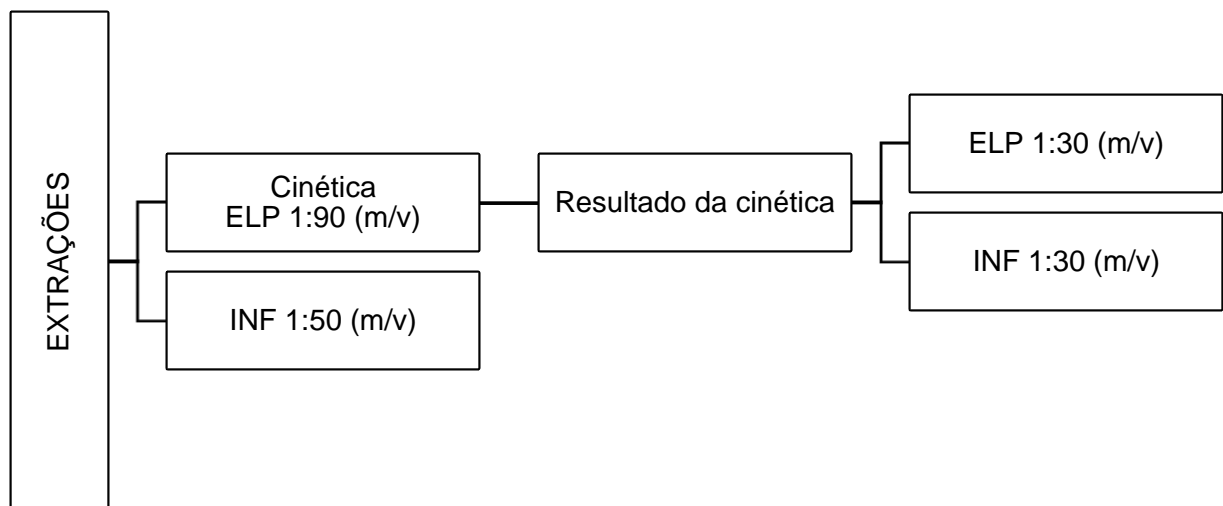 EXTRAÇÕES
Cinética
ELP 1:90 (m/v)
INF 1:50 (m/v)
Resultado da cinética
ELP 1:30 (m/v)
INF 1:30 (m/v)